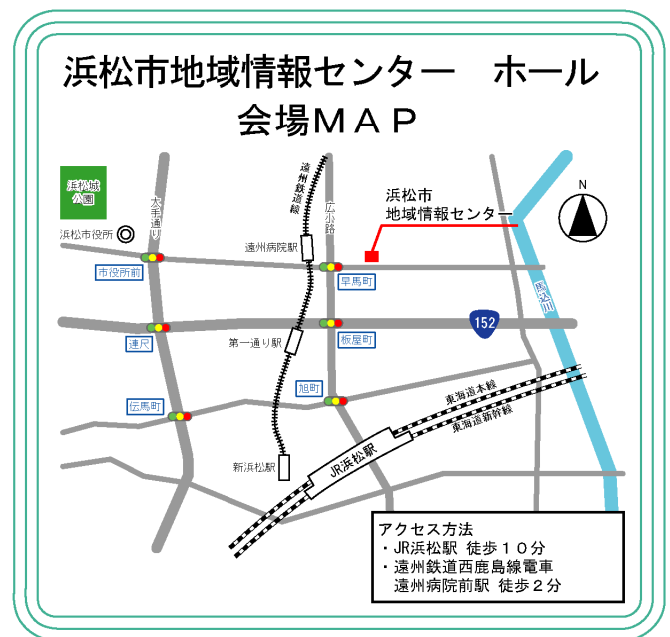 浜松市地域情報センター　ホール
会場ＭＡＰ
浜松城
公園
浜松市役所
大手通り
遠州鉄道線
広小路
浜松市
地域情報センター
N
遠州病院駅
市役所前
早馬町
馬込川
連尺
第一通り駅
板屋町
152
伝馬町
旭町
東海道本線
東海道新幹線
新浜松駅
JR浜松駅
アクセス方法
・JR浜松駅 徒歩１０分
・遠州鉄道西鹿島線電車
遠州病院前駅 徒歩２分